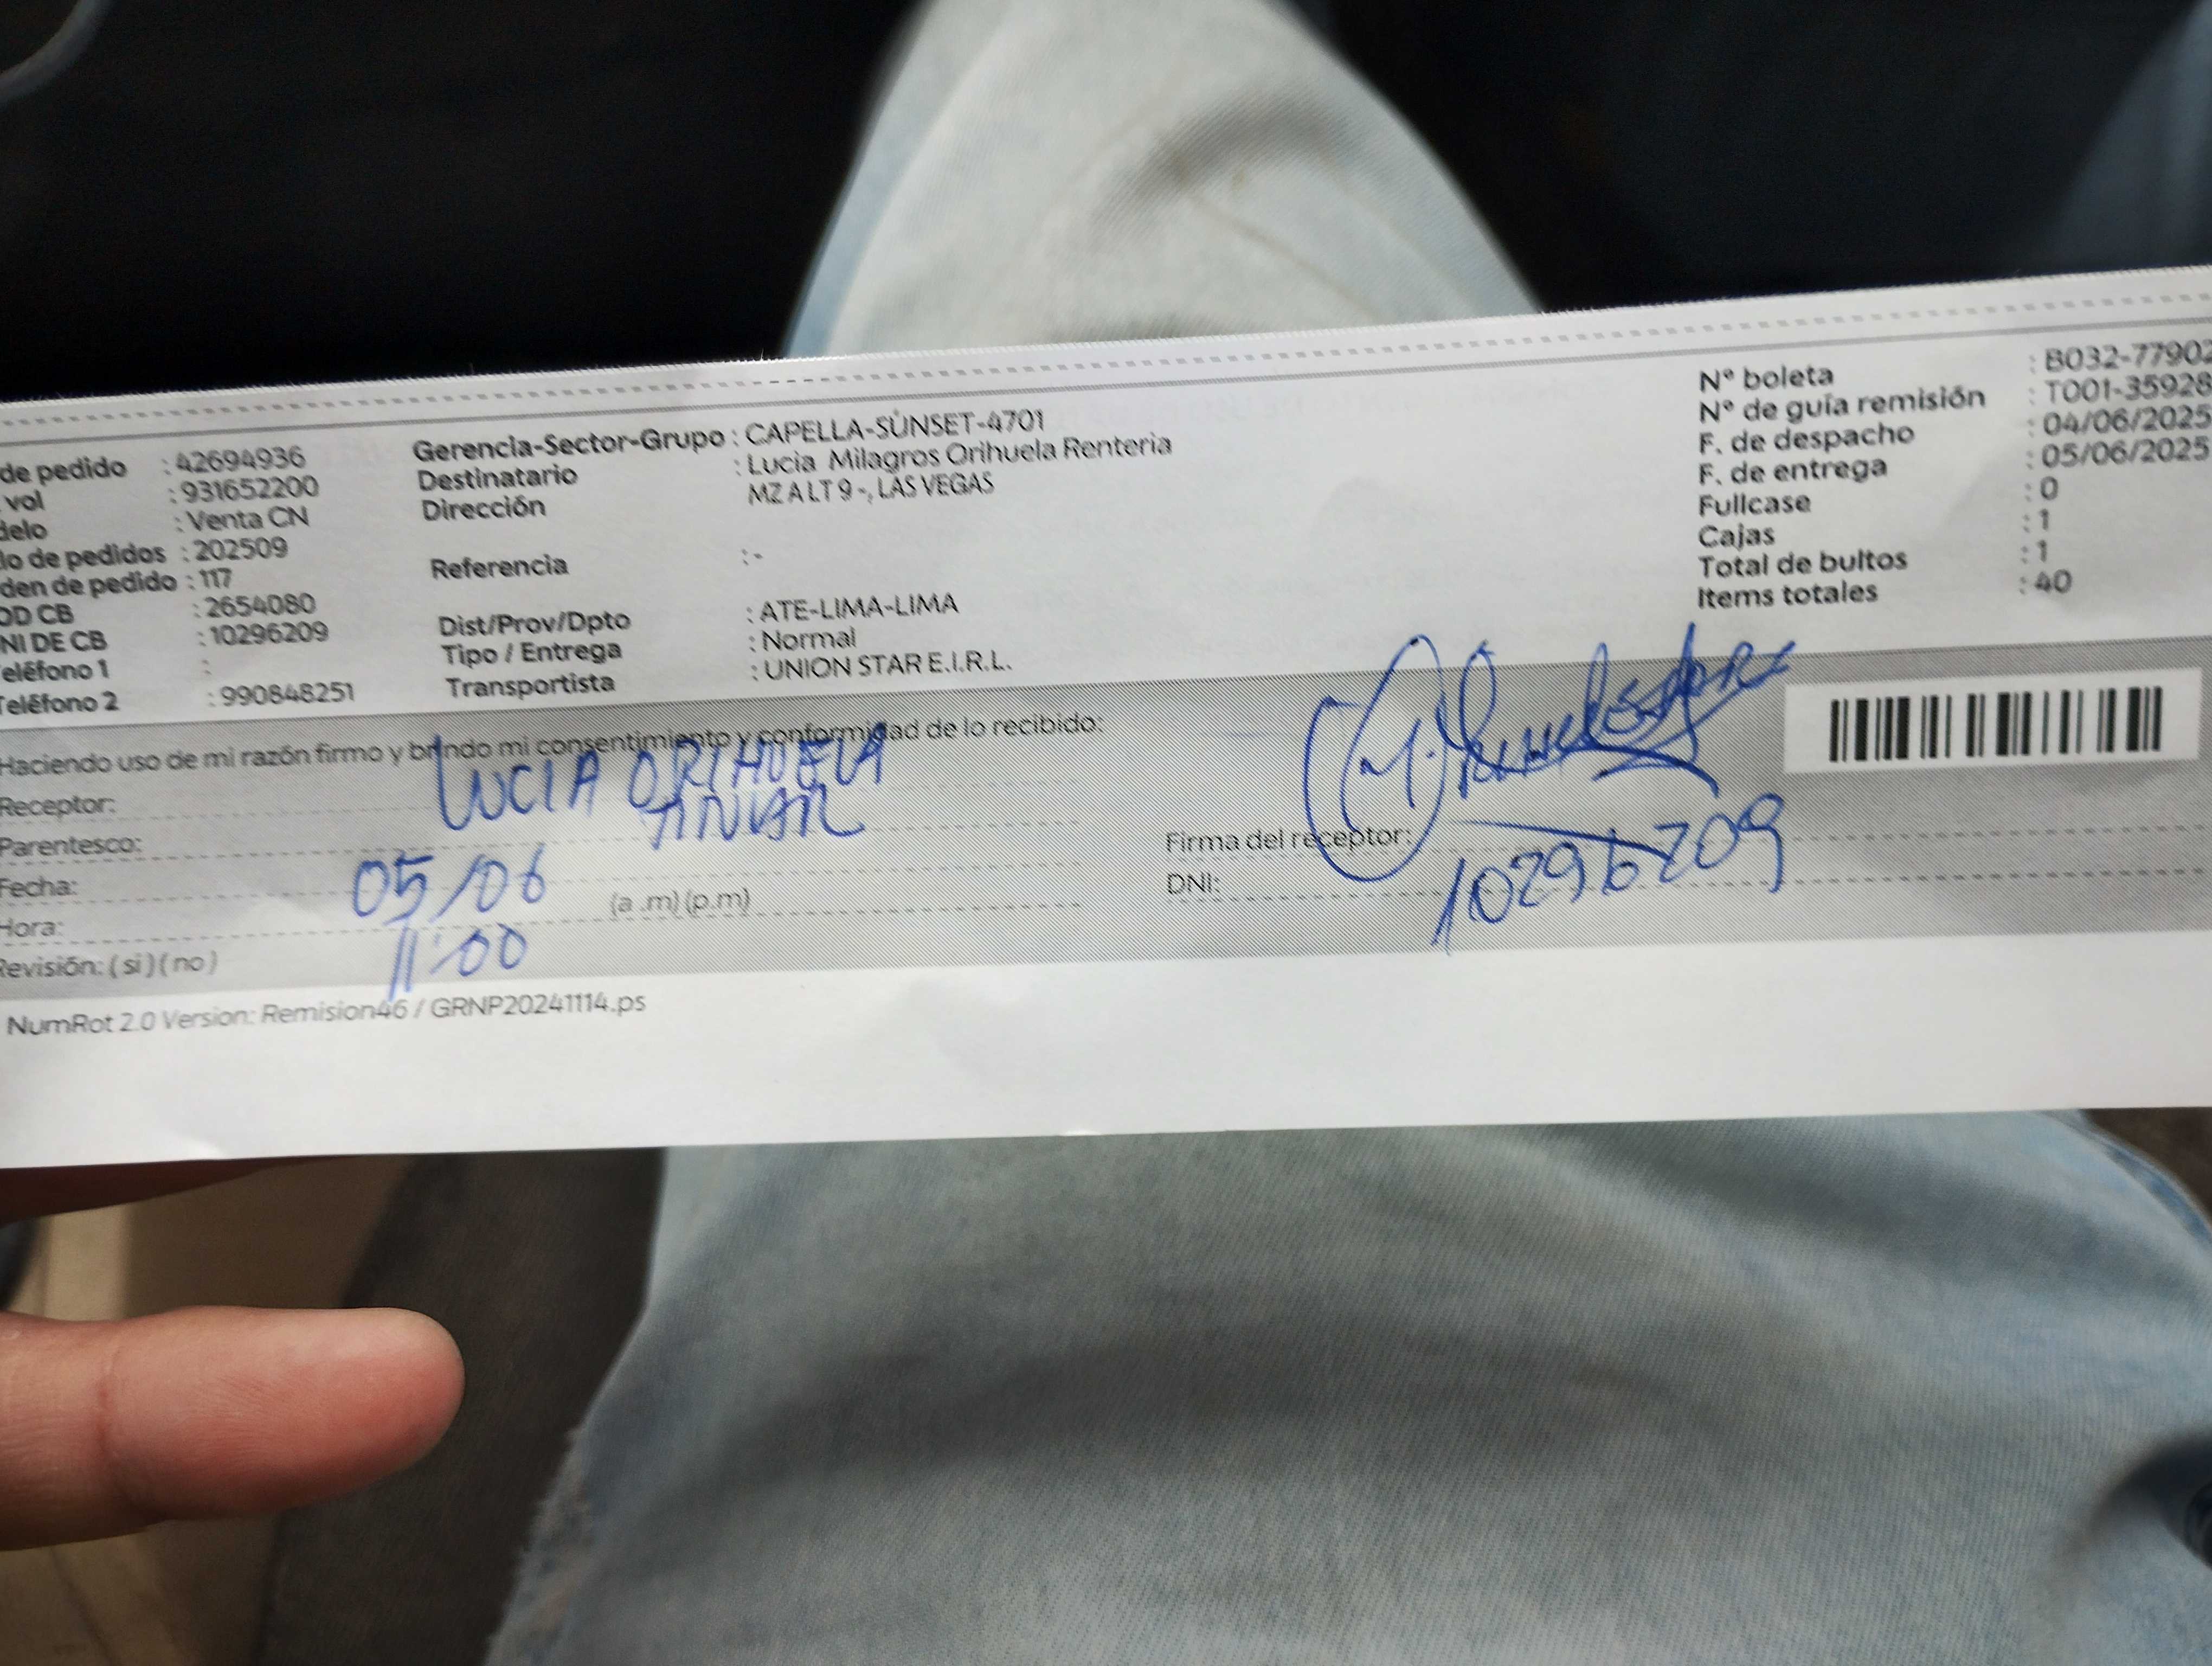 de pedido : 42694936
vol : 931652200
delo : Venta CN
lo de pedidos : 202509
den de pedido : 117
OD CB : 2654080
NI DE CB : 10296209
eléfono 1 :
Teléfono 2 : 990848251
Gerencia-Sector-Grupo : CAPELLA-SUNSET-4701
Destinatario : Lucia Milagros Orihuela Renteria
Dirección MZ A LT 9 -, LAS VEGAS
Referencia : -
Dist/Prov/Dpto : ATE-LIMA-LIMA
Tipo / Entrega : Normal
Transportista : UNION STAR E.I.R.L.
N° boleta : B032-77902
N° de guía remisión : T001-35928
F. de despacho : 04/06/2025
F. de entrega : 05/06/2025
Fullcase : 0
Cajas : 1
Total de bultos : 1
Items totales : 40
Haciendo uso de mi razón firmo y brindo mi consentimiento y conformidad de lo recibido:
Receptor: LUCIA ORIHUELA
Parentesco:
Fecha: 05/06
Hora: 11:00 (a .m) (p.m)
Revisión: ( si ) ( no )
Firma del receptor:
DNI: 10296209
NumRot 2.0 Version: Remision46 / GRNP20241114.ps